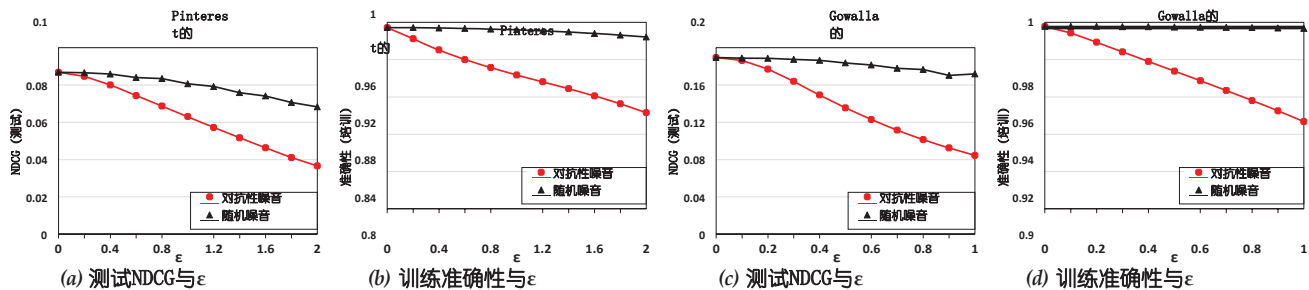 Pinteres
t的
0.1
0.08
0.06
0.04
0.02
0
NDCG (测试)
0
0.4
0.8
1.2
1.6
2
ε
对抗性噪音
随机噪音
(a) 测试NDCG与ε
Pinteres
t的
1
0.96
0.92
0.88
0.84
0.8
准确性 (培训)
0
0.4
0.8
1.2
1.6
2
ε
对抗性噪音
随机噪音
(b) 训练准确性与ε
Gowalla
的
0.2
0.16
0.12
0.08
0.04
0
NDCG (测试)
0
0.2
0.4
0.6
0.8
1
ε
对抗性噪音
随机噪音
(c) 测试NDCG与ε
Gowalla的
1
0.98
0.96
0.94
0.92
0.9
准确性 (培训)
0
0.2
0.4
0.6
0.8
1
ε
对抗性噪音
随机噪音
(d) 训练准确性与ε